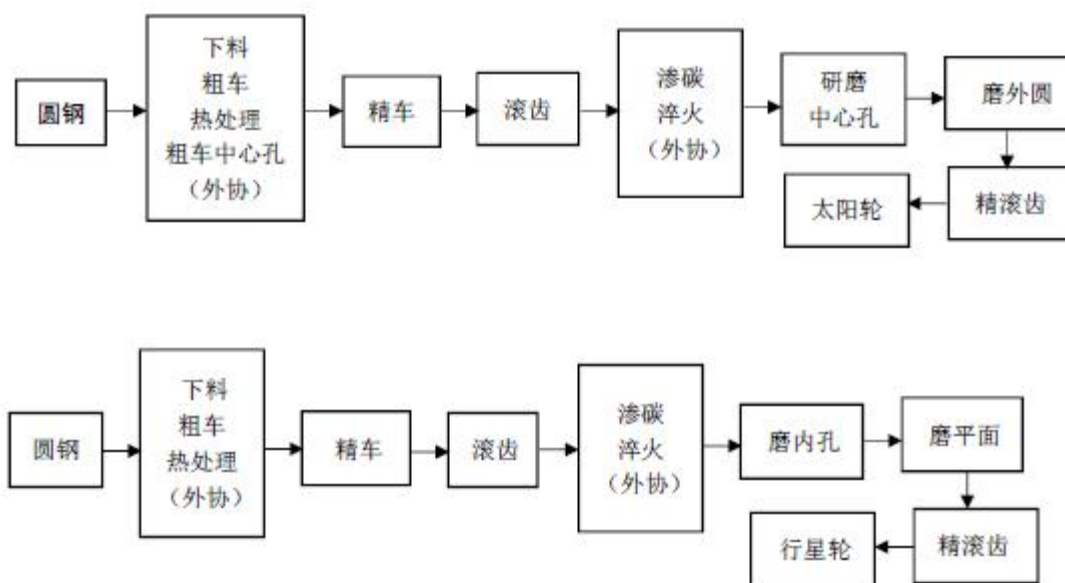 圆钢
下料
粗车
热处理
粗车中心孔
（外协）
精车
滚齿
渗碳
淬火
（外协）
研磨
中心孔
磨外圆
精滚齿
太阳轮
圆钢
下料
粗车
热处理
（外协）
精车
滚齿
渗碳
淬火
（外协）
磨内孔
磨平面
精滚齿
行星轮